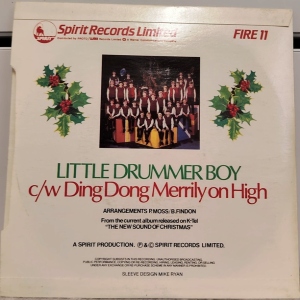 Spirit Records Limited
FIRE 11
LITTLE DRUMMER BOY
c/w Ding Dong Merrily on High
ARRANGEMENTS P.MOSS/B.FINDON
From the current album released on K-Tel
"THE NEW SOUND OF CHRISTMAS"
A SPIRIT PRODUCTION. Ⓟ & © SPIRIT RECORDS LIMITED.
SLEEVE DESIGN MIKE RYAN